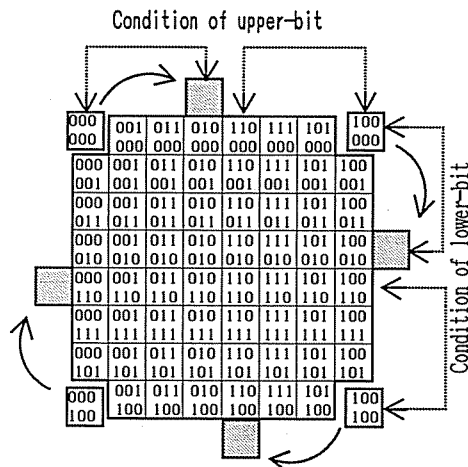 Condition of upper-bit
000 001 011 010 110 111 101 100
000 000 000 000 000 000 000 000
000 001 011 010 110 111 101 100
001 001 001 001 001 001 001 001
000 001 011 010 110 111 101 100
011 011 011 011 011 011 011 011
000 001 011 010 110 111 101 100
010 010 010 010 010 010 010 010
000 001 011 010 110 111 101 100
110 110 110 110 110 110 110 110
000 001 011 010 110 111 101 100
111 111 111 111 111 111 111 111
000 001 011 010 110 111 101 100
101 101 101 101 101 101 101 101
000 001 011 010 110 111 101 100
100 100 100 100 100 100 100 100
Condition of lower-bit